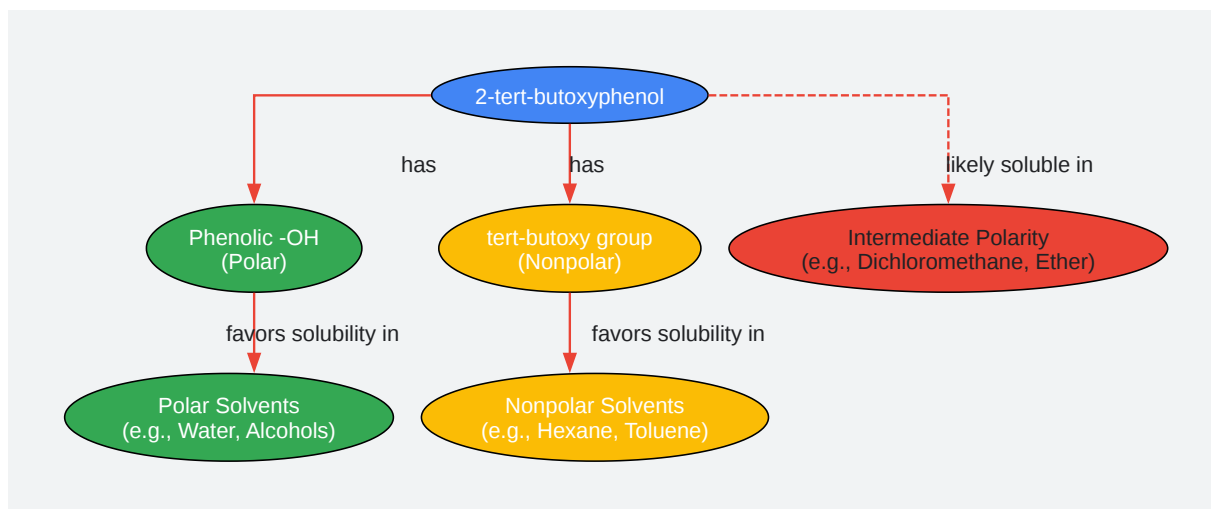 2-tert-butoxyphenol
has
has
likely soluble in
Phenolic -OH
(Polar)
tert-butoxy group
(Nonpolar)
Intermediate Polarity
(e.g., Dichloromethane, Ether)
favors solubility in
favors solubility in
Polar Solvents
(e.g., Water, Alcohols)
Nonpolar Solvents
(e.g., Hexane, Toluene)